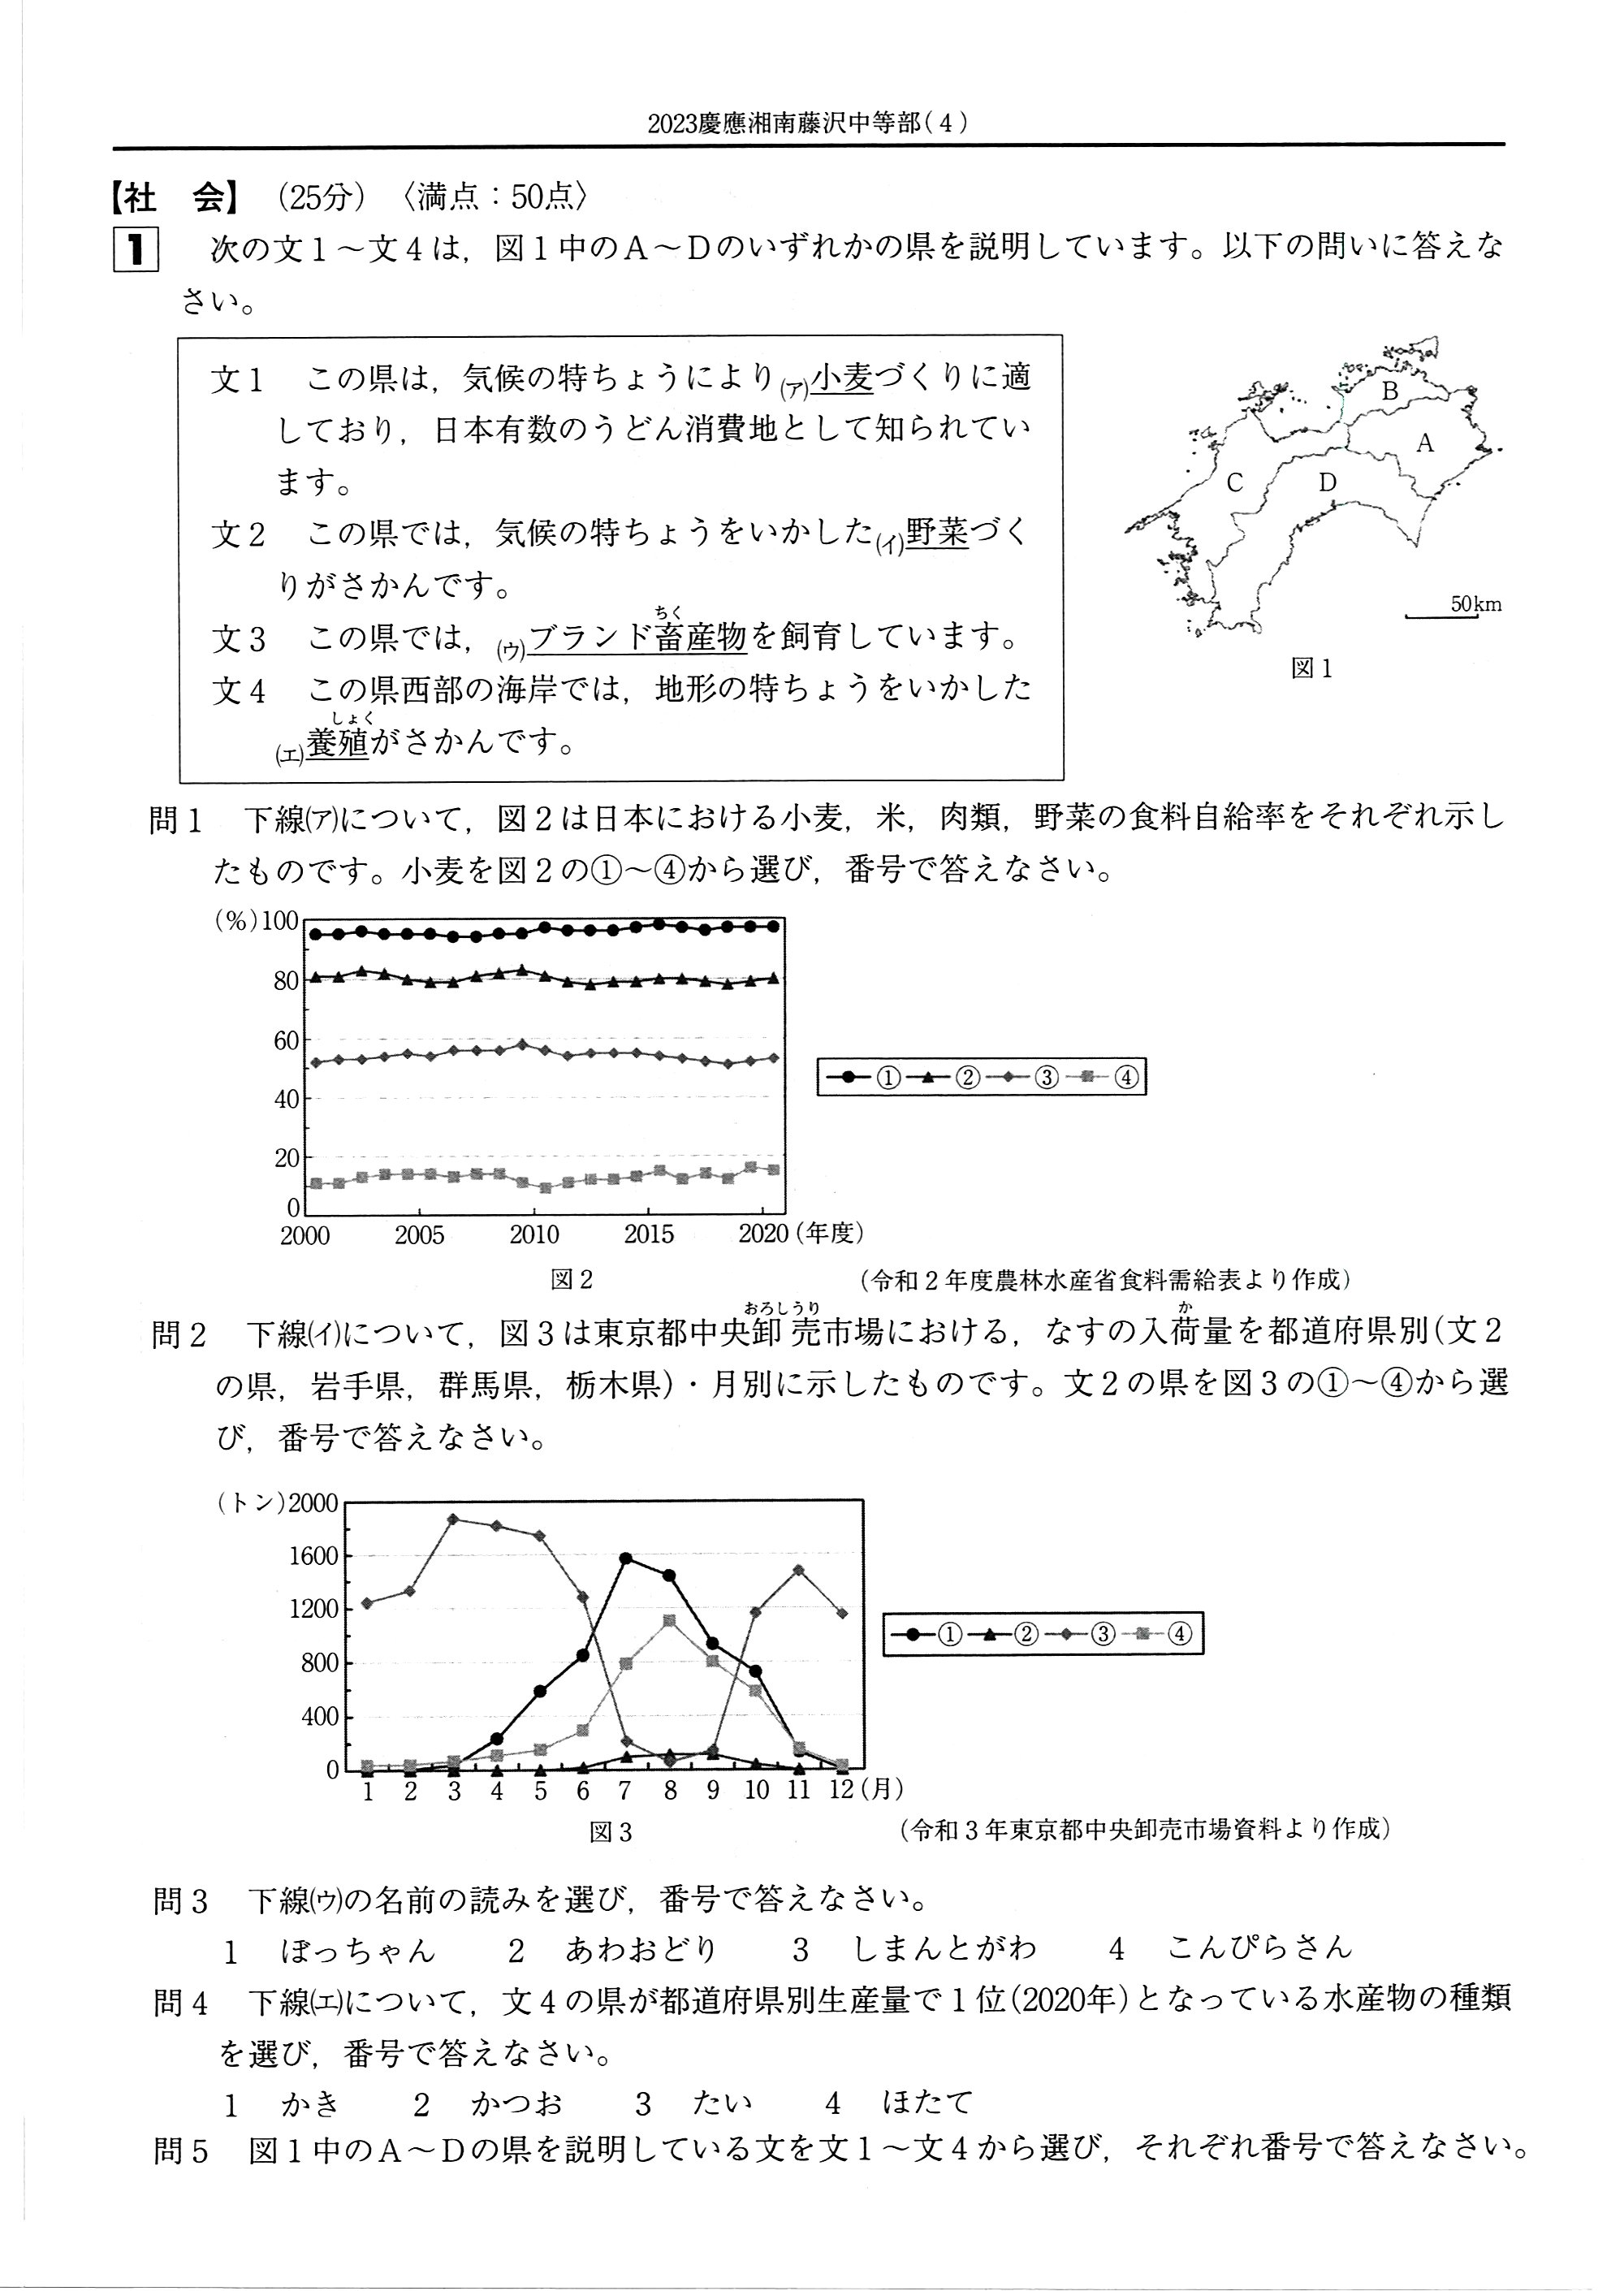 2023慶應湘南藤沢中等部(4)
【社　会】（25分）〈満点：50点〉
1　次の文1～文4は，図1中のA～Dのいずれかの県を説明しています。以下の問いに答えな
さい。
文1　この県は，気候の特ちょうにより(ア)小麦づくりに適
しており，日本有数のうどん消費地として知られてい
ます。
文2　この県では，気候の特ちょうをいかした(イ)野菜づく
りがさかんです。
ちく
文3　この県では，(ウ)ブランド畜産物を飼育しています。
文4　この県西部の海岸では，地形の特ちょうをいかした
しょく
(エ)養殖がさかんです。
B
A
C
D
50km
図1
問1　下線(ア)について，図2は日本における小麦，米，肉類，野菜の食料自給率をそれぞれ示し
たものです。小麦を図2の①～④から選び，番号で答えなさい。
(％)100
80
60
40
20
0
2000 2005 2010 2015 2020(年度)
① ② ③ ④
図2　(令和2年度農林水産省食料需給表より作成)
おろしうり　か
問2　下線(イ)について，図3は東京都中央卸売市場における，なすの入荷量を都道府県別(文2
の県，岩手県，群馬県，栃木県)・月別に示したものです。文2の県を図3の①～④から選
び，番号で答えなさい。
(トン)2000
1600
1200
800
400
0
1 2 3 4 5 6 7 8 9 10 11 12(月)
① ② ③ ④
図3　(令和3年東京都中央卸売市場資料より作成)
問3　下線(ウ)の名前の読みを選び，番号で答えなさい。
1　ぼっちゃん　2　あわおどり　3　しまんとがわ　4　こんぴらさん
問4　下線(エ)について，文4の県が都道府県別生産量で1位(2020年)となっている水産物の種類
を選び，番号で答えなさい。
1　かき　2　かつお　3　たい　4　ほたて
問5　図1中のA～Dの県を説明している文を文1～文4から選び，それぞれ番号で答えなさい。